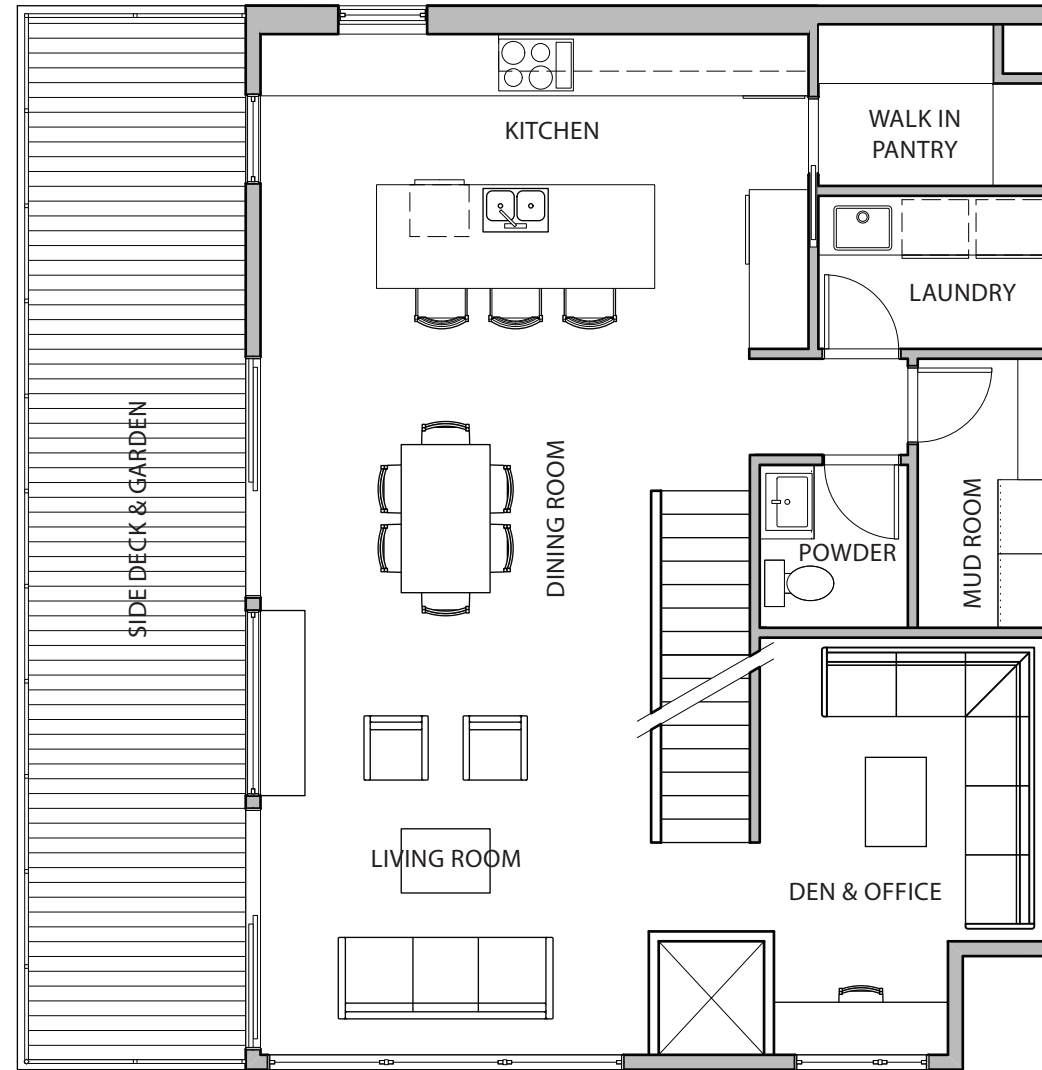 KITCHEN
WALK IN
PANTRY
LAUNDRY
SIDE DECK & GARDEN
DINING ROOM
POWDER
MUD ROOM
LIVING ROOM
DEN & OFFICE